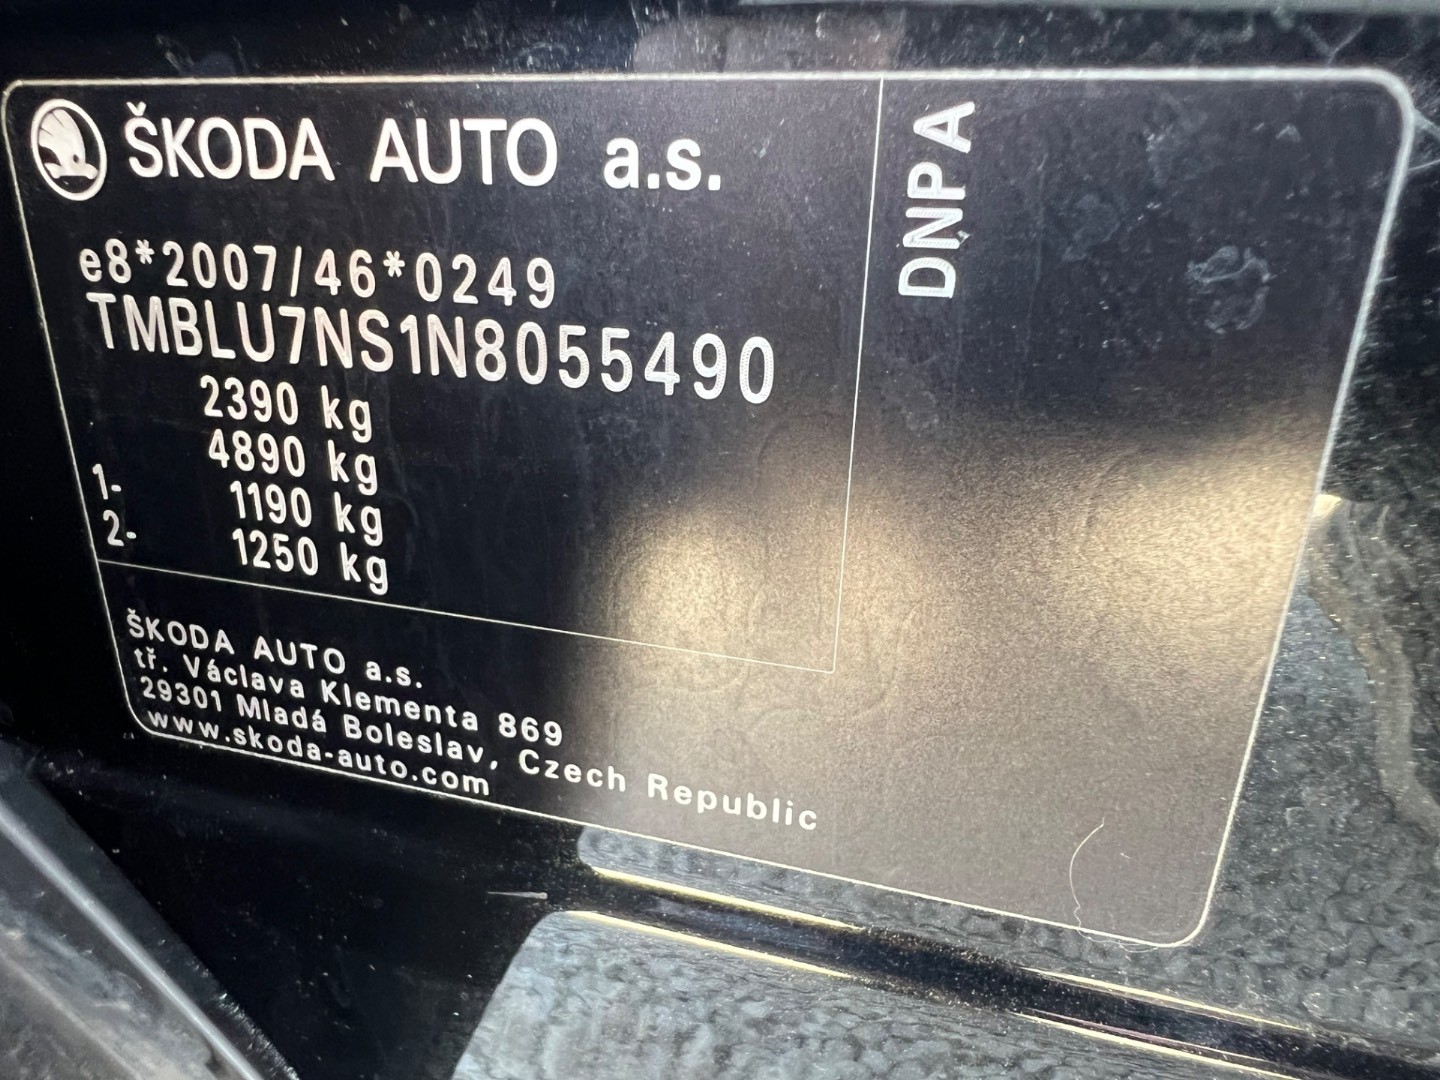 ŠKODA AUTO a.s.
e8*2007/46*0249
TMBLU7NS1N8055490
2390 kg
4890 kg
1- 1190 kg
2- 1250 kg
DNPA
ŠKODA AUTO a.s.
tř. Václava Klementa 869
29301 Mladá Boleslav, Czech Republic
www.skoda-auto.com